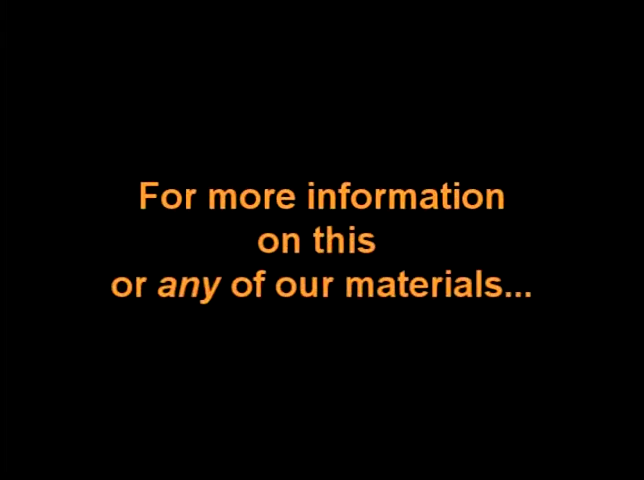 For more information
on this
or any of our materials...